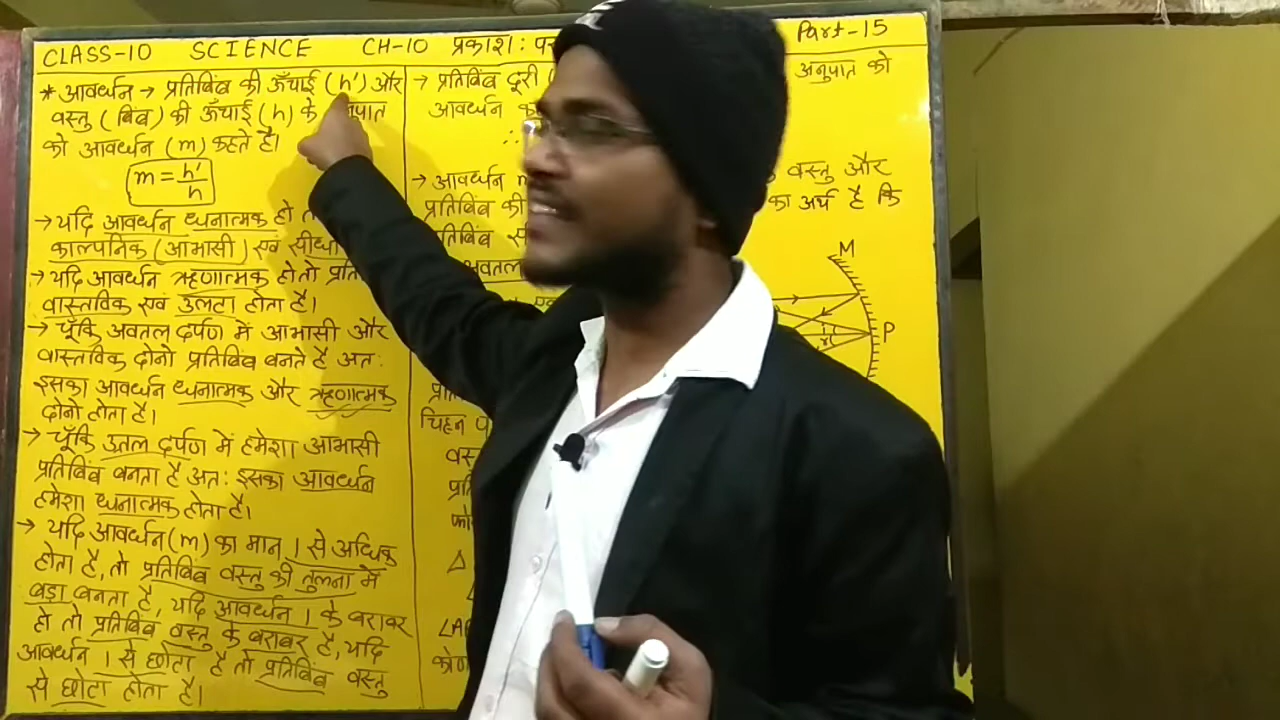 CLASS-10 SCIENCE CH-10 प्रकाश: Part-15
* आवर्धन → प्रतिबिंब की ऊँचाई (h') और
वस्तु (बिंब) की ऊँचाई (h) के
को आवर्धन (m) कहते हैं।
m = h'/h
→ यदि आवर्धन धनात्मक हो
काल्पनिक (आभासी) एवं सीधा
→ यदि आवर्धन ऋणात्मक हो तो
वास्तविक एवं उलटा होता है।
→ चूँकि अवतल दर्पण में आभासी और
वास्तविक दोनों प्रतिबिंब बनते है अत:
इसका आवर्धन धनात्मक और ऋणात्मक
दोनो होता है।
→ चूँकि उत्तल दर्पण में हमेशा आभासी
प्रतिबिंब बनता है अत: इसका आवर्धन
हमेशा धनात्मक होता है।
→ यदि आवर्धन (m) का मान 1 से अधिक
होता है, तो प्रतिबिंब वस्तु की तुलना में
बड़ा बनता है, यदि आवर्धन 1 के बराबर
हो तो प्रतिबिंब वस्तु के बराबर है, यदि
आवर्धन 1 से छोटा है तो प्रतिबिंब वस्तु
से छोटा होता है।
→ प्रतिबिंब दूरी अनुपात को
आवर्धन
∴
→ आवर्धन वस्तु और
प्रतिबिंब की का अर्थ है कि
M
P
Δ